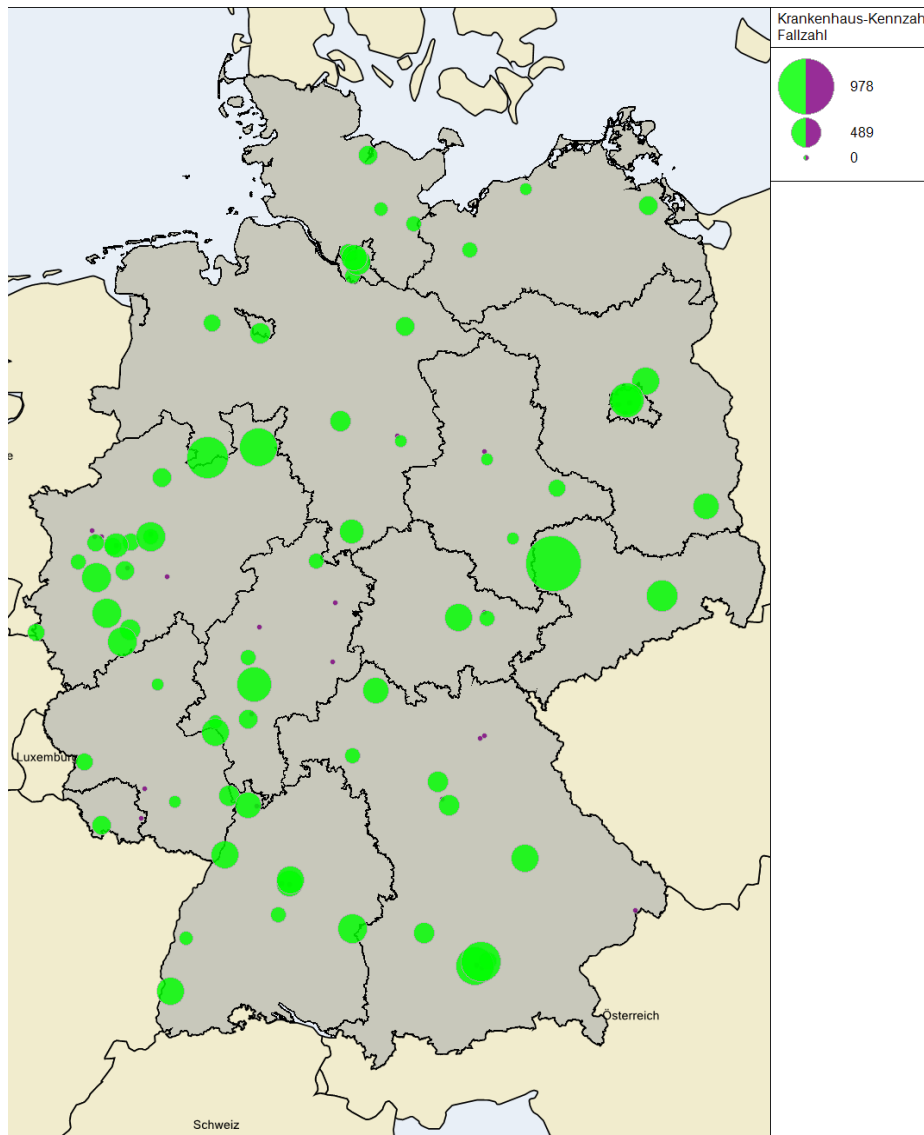 Krankenhaus-Kennzah
Fallzahl
978
489
0
e
Luxemburg
Österreich
Schweiz